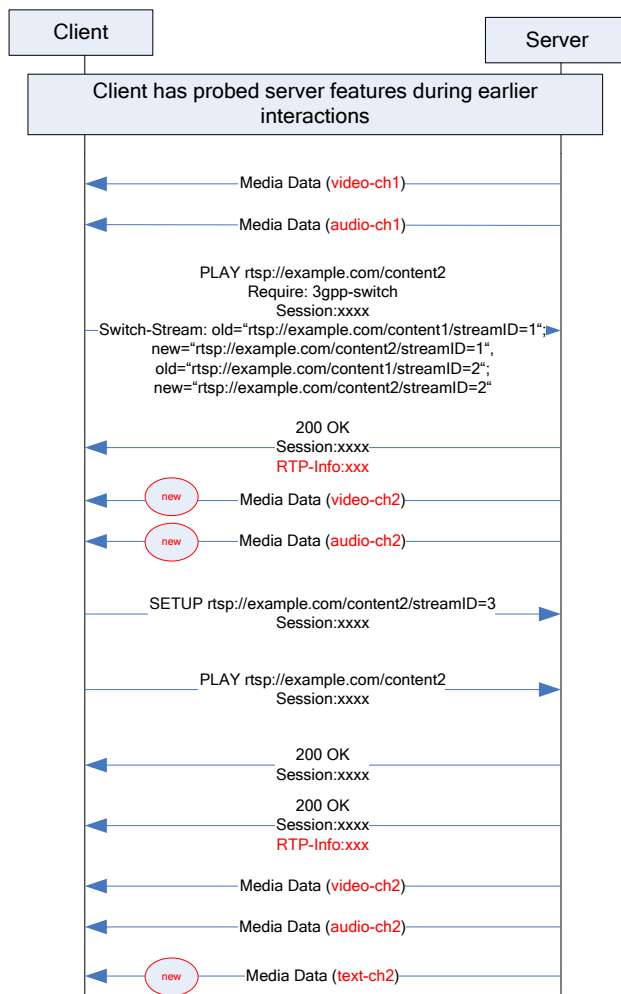 Client
Server
Client has probed server features during earlier
interactions
Media Data (video-ch1)
Media Data (audio-ch1)
PLAY rtsp://example.com/content2
Require: 3gpp-switch
Session:xxxx
Switch-Stream: old=“rtsp://example.com/content1/streamID=1“;
new=“rtsp://example.com/content2/streamID=1“,
old=“rtsp://example.com/content1/streamID=2“;
new=“rtsp://example.com/content2/streamID=2“
200 OK
Session:xxxx
RTP-Info:xxx
new
Media Data (video-ch2)
new
Media Data (audio-ch2)
SETUP rtsp://example.com/content2/streamID=3
Session:xxxx
PLAY rtsp://example.com/content2
Session:xxxx
200 OK
Session:xxxx
200 OK
Session:xxxx
RTP-Info:xxx
Media Data (video-ch2)
Media Data (audio-ch2)
new
Media Data (text-ch2)